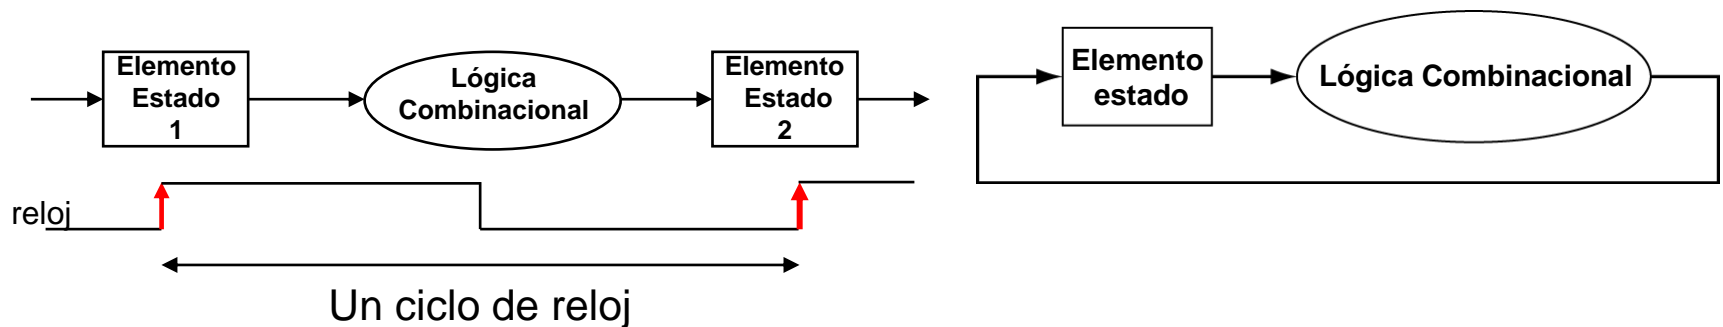 Elemento
Estado
1
Lógica
Combinacional
Elemento
Estado
2
reloj
Un ciclo de reloj
Elemento
estado
Lógica Combinacional